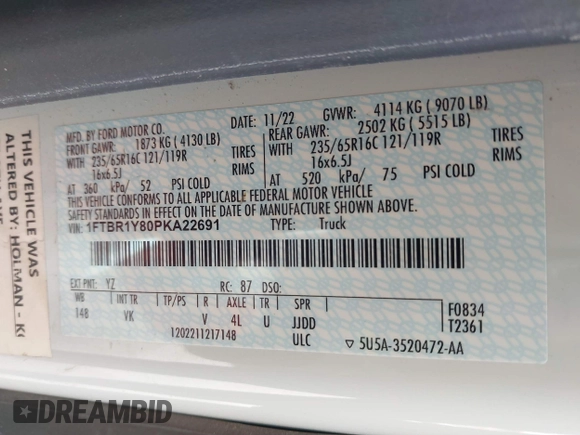 THIS VEHICLE WAS
ALTERED BY: HOLMAN - K
MFD. BY FORD MOTOR CO.
DATE: 11/22 GVWR: 4114 KG ( 9070 LB)
FRONT GAWR: 1873 KG ( 4130 LB)
REAR GAWR: 2502 KG ( 5515 LB)
WITH 235/65R16C 121/119R TIRES
WITH 235/65R16C 121/119R TIRES
16x6.5J RIMS
16x6.5J RIMS
AT 360 kPa/ 52 PSI COLD
AT 520 kPa/ 75 PSI COLD
THIS VEHICLE CONFORMS TO ALL APPLICABLE FEDERAL MOTOR VEHICLE
SAFETY STANDARDS IN EFFECT ON THE DATE OF MANUFACTURE SHOWN ABOVE.
VIN: 1FTBR1Y80PKA22691 TYPE: Truck
EXT PNT: YZ RC: 87 DSO:
WB INT TR TP/PS R AXLE TR SPR
148 VK V 4L U JJDD
F0834
T2361
1202211217148 ULC
▽ 5U5A-3520472-AA
DREAMBID